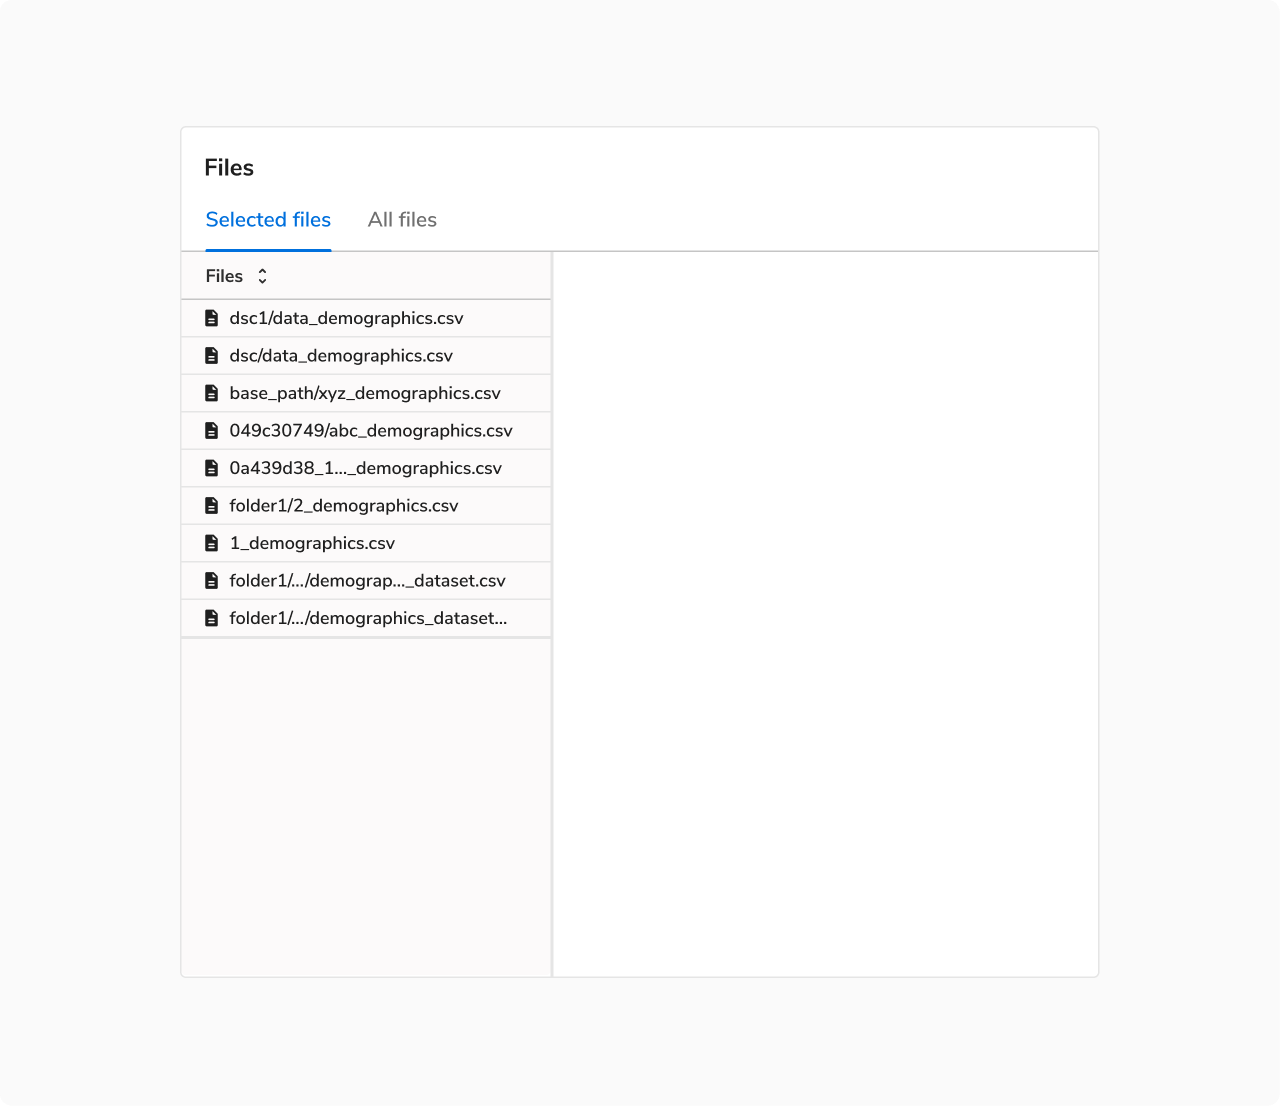 Files
Selected files All files
Files
dsc1/data_demographics.csv
dsc/data_demographics.csv
base_path/xyz_demographics.csv
049c30749/abc_demographics.csv
0a439d38_1..._demographics.csv
folder1/2_demographics.csv
1_demographics.csv
folder1/.../demograp..._dataset.csv
folder1/.../demographics_dataset...